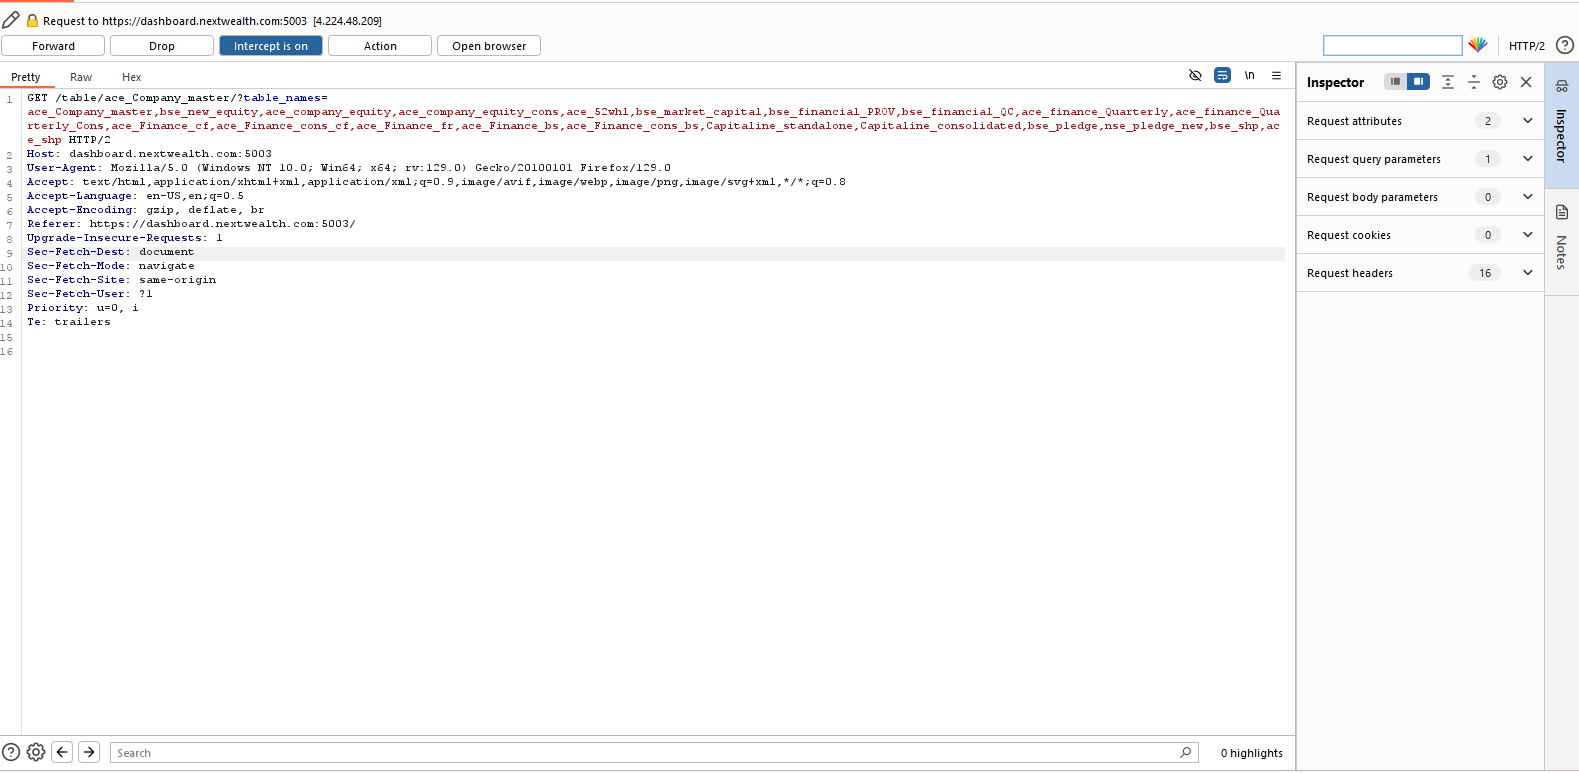 Request to https://dashboard.nextwealth.com:5003 [4.224.48.209]
Forward Drop Intercept is on Action Open browser HTTP/2
Pretty Raw Hex \n
1 GET /table/ace_Company_master/?table_names=
ace_Company_master,bse_new_equity,ace_company_equity,ace_company_equity_cons,ace_52whl,bse_market_capital,bse_financial_PROV,bse_financial_QC,ace_finance_Quarterly,ace_finance_Qua
rterly_Cons,ace_Finance_cf,ace_Finance_cons_cf,ace_Finance_fr,ace_Finance_bs,ace_Finance_cons_bs,Capitaline_standalone,Capitaline_consolidated,bse_pledge,nse_pledge_new,bse_shp,ac
e_shp HTTP/2
2 Host: dashboard.nextwealth.com:5003
3 User-Agent: Mozilla/5.0 (Windows NT 10.0; Win64; x64; rv:129.0) Gecko/20100101 Firefox/129.0
4 Accept: text/html,application/xhtml+xml,application/xml;q=0.9,image/avif,image/webp,image/png,image/svg+xml,*/*;q=0.8
5 Accept-Language: en-US,en;q=0.5
6 Accept-Encoding: gzip, deflate, br
7 Referer: https://dashboard.nextwealth.com:5003/
8 Upgrade-Insecure-Requests: 1
9 Sec-Fetch-Dest: document
10 Sec-Fetch-Mode: navigate
11 Sec-Fetch-Site: same-origin
12 Sec-Fetch-User: ?1
13 Priority: u=0, i
14 Te: trailers
15
16
Search 0 highlights
Inspector
Request attributes 2
Request query parameters 1
Request body parameters 0
Request cookies 0
Request headers 16
Inspector
Notes